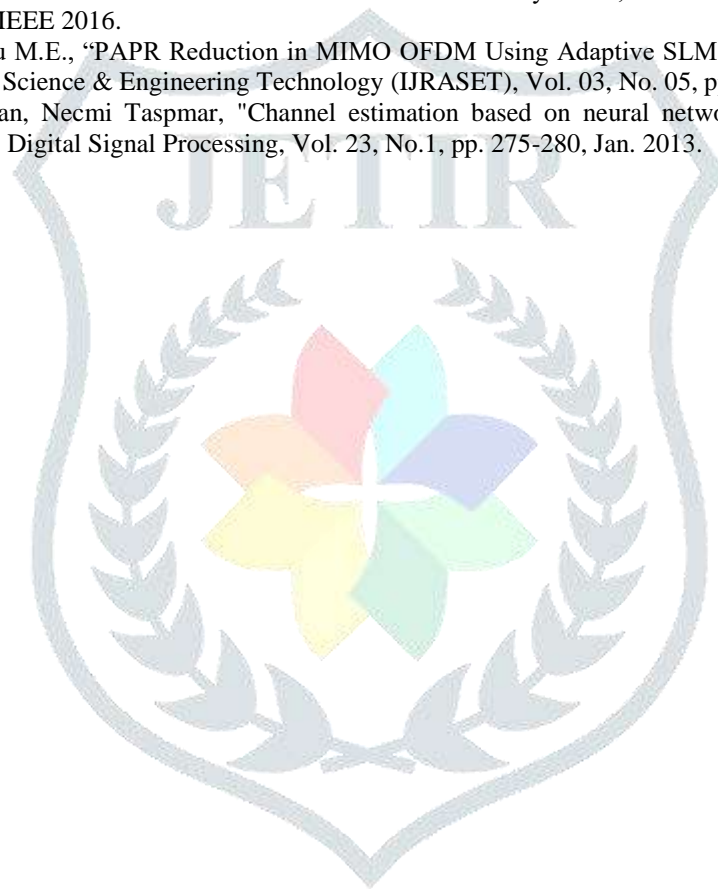 IEEE 2016.
u M.E., “PAPR Reduction in MIMO OFDM Using Adaptive SLM
Science & Engineering Technology (IJRASET), Vol. 03, No. 05, p
an, Necmi Taspmar, "Channel estimation based on neural netwo
Digital Signal Processing, Vol. 23, No.1, pp. 275-280, Jan. 2013.
JETIR